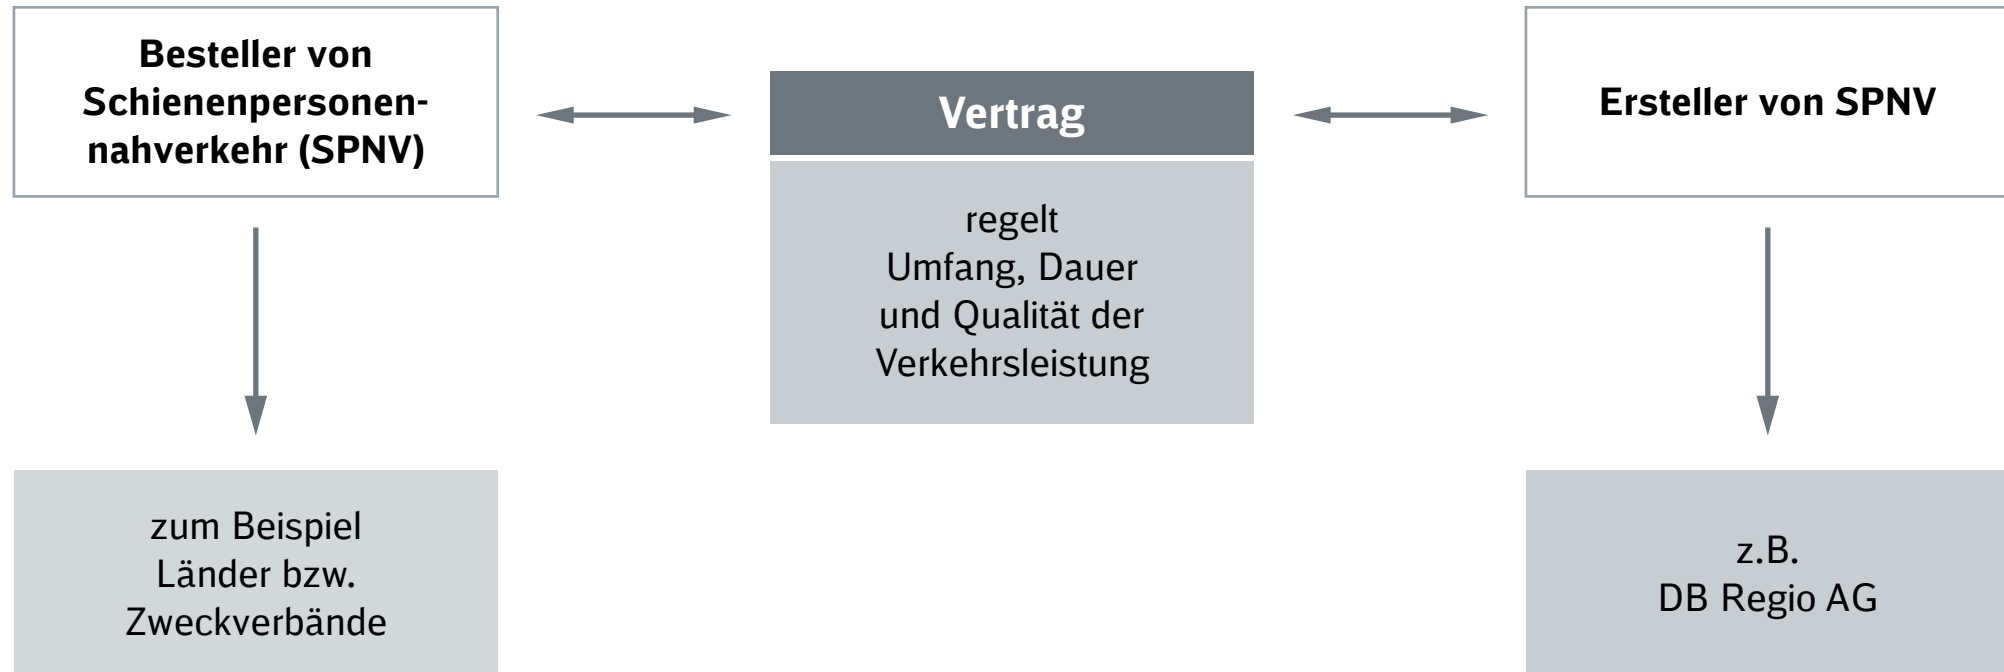 Besteller von
Schienenpersonen-
nahverkehr (SPNV)
Vertrag
regelt
Umfang, Dauer
und Qualität der
Verkehrsleistung
Ersteller von SPNV
zum Beispiel
Länder bzw.
Zweckverbände
z.B.
DB Regio AG